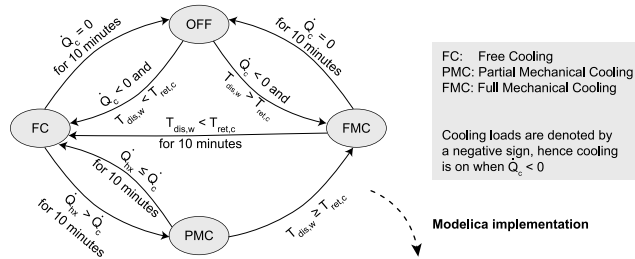 OFF
Q̇c = 0
for 10 minutes
Q̇c < 0 and
Tdis,w < Tret,c
Q̇c < 0 and
Tdis,w > Tret,c
Q̇c = 0
for 10 minutes
FC
Tdis,w < Tret,c
for 10 minutes
FMC
Q̇hx ≤ Q̇c
for 10 minutes
Q̇hx > Q̇c
for 10 minutes
PMC
Tdis,w ≥ Tret,c
FC: Free Cooling
PMC: Partial Mechanical Cooling
FMC: Full Mechanical Cooling
Cooling loads are denoted by
a negative sign, hence cooling
is on when Q̇c < 0
Modelica implementation